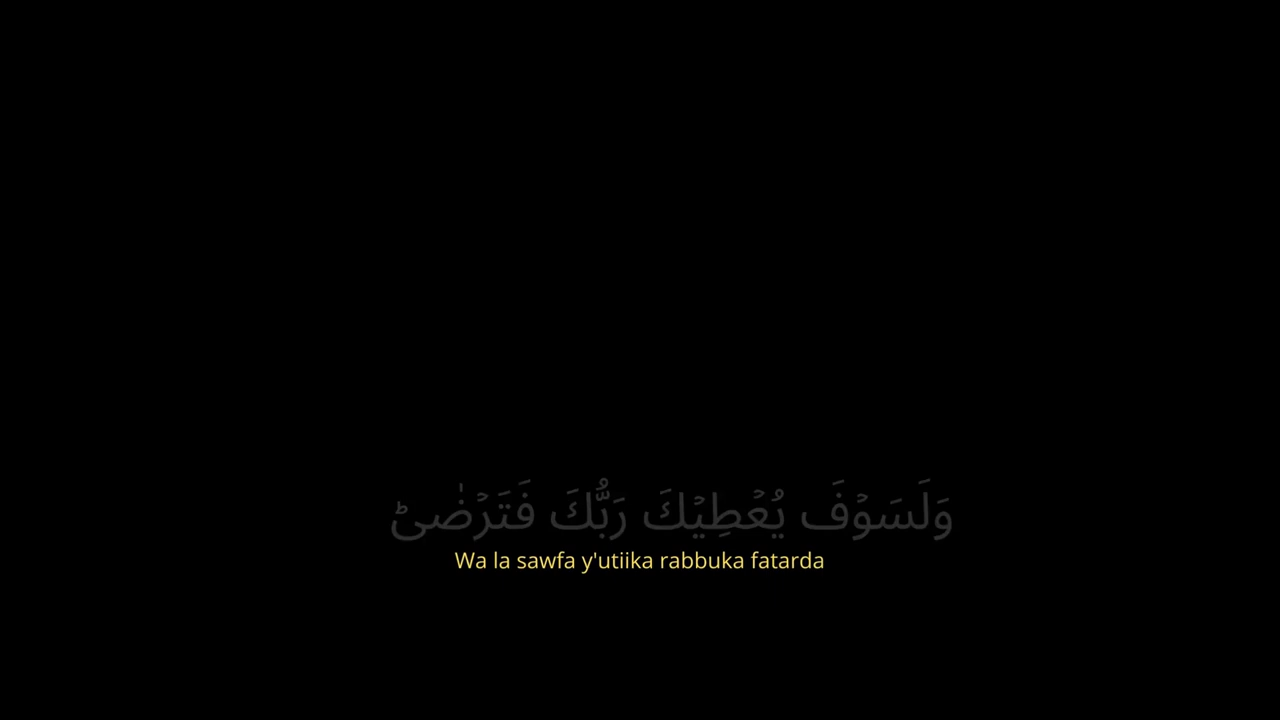 وَلَسَوۡفَ يُعۡطِيۡكَ رَبُّكَ فَتَرۡضٰىؕ
Wa la sawfa y'utiika rabbuka fatarda